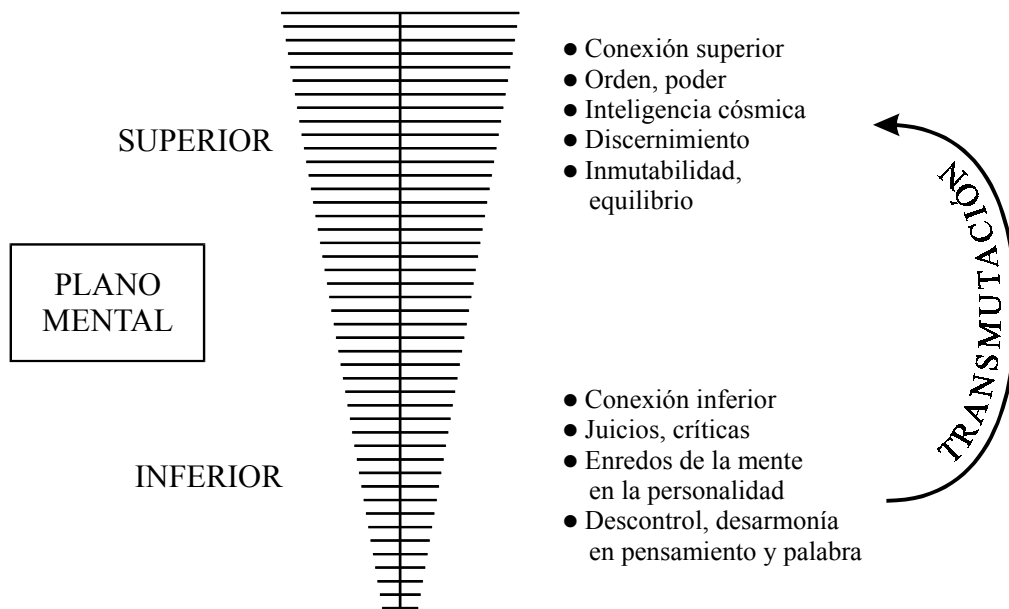 ● Conexión superior
● Orden, poder
● Inteligencia cósmica
● Discernimiento
● Inmutabilidad,
equilibrio
SUPERIOR
PLANO
MENTAL
TRANSMUTACIÓN
● Conexión inferior
● Juicios, críticas
● Enredos de la mente
en la personalidad
● Descontrol, desarmonía
en pensamiento y palabra
INFERIOR